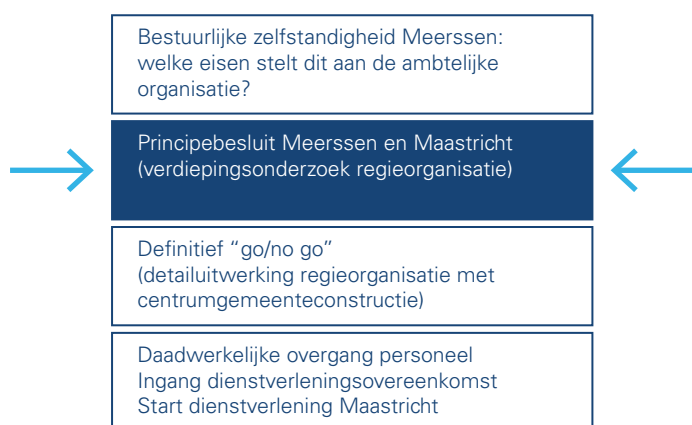 Bestuurlijke zelfstandigheid Meerssen:
welke eisen stelt dit aan de ambtelijke
organisatie?
Principebesluit Meerssen en Maastricht
(verdiepingsonderzoek regieorganisatie)
Definitief “go/no go”
(detailuitwerking regieorganisatie met
centrumgemeenteconstructie)
Daadwerkelijke overgang personeel
Ingang dienstverleningsovereenkomst
Start dienstverlening Maastricht